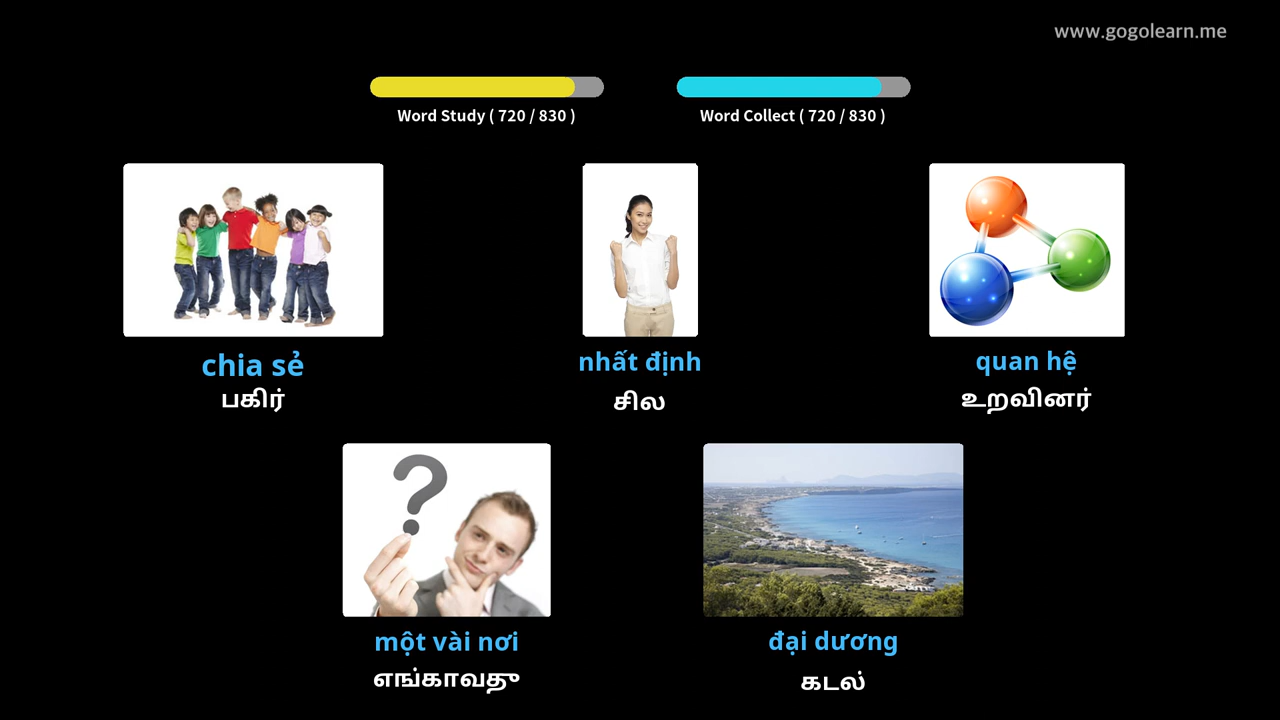 www.gogolearn.me
Word Study ( 720 / 830 )
Word Collect ( 720 / 830 )
chia sẻ
பகிர்
nhất định
சில
quan hệ
உறவினர்
?
một vài nơi
எங்காவது
đại dương
கடல்